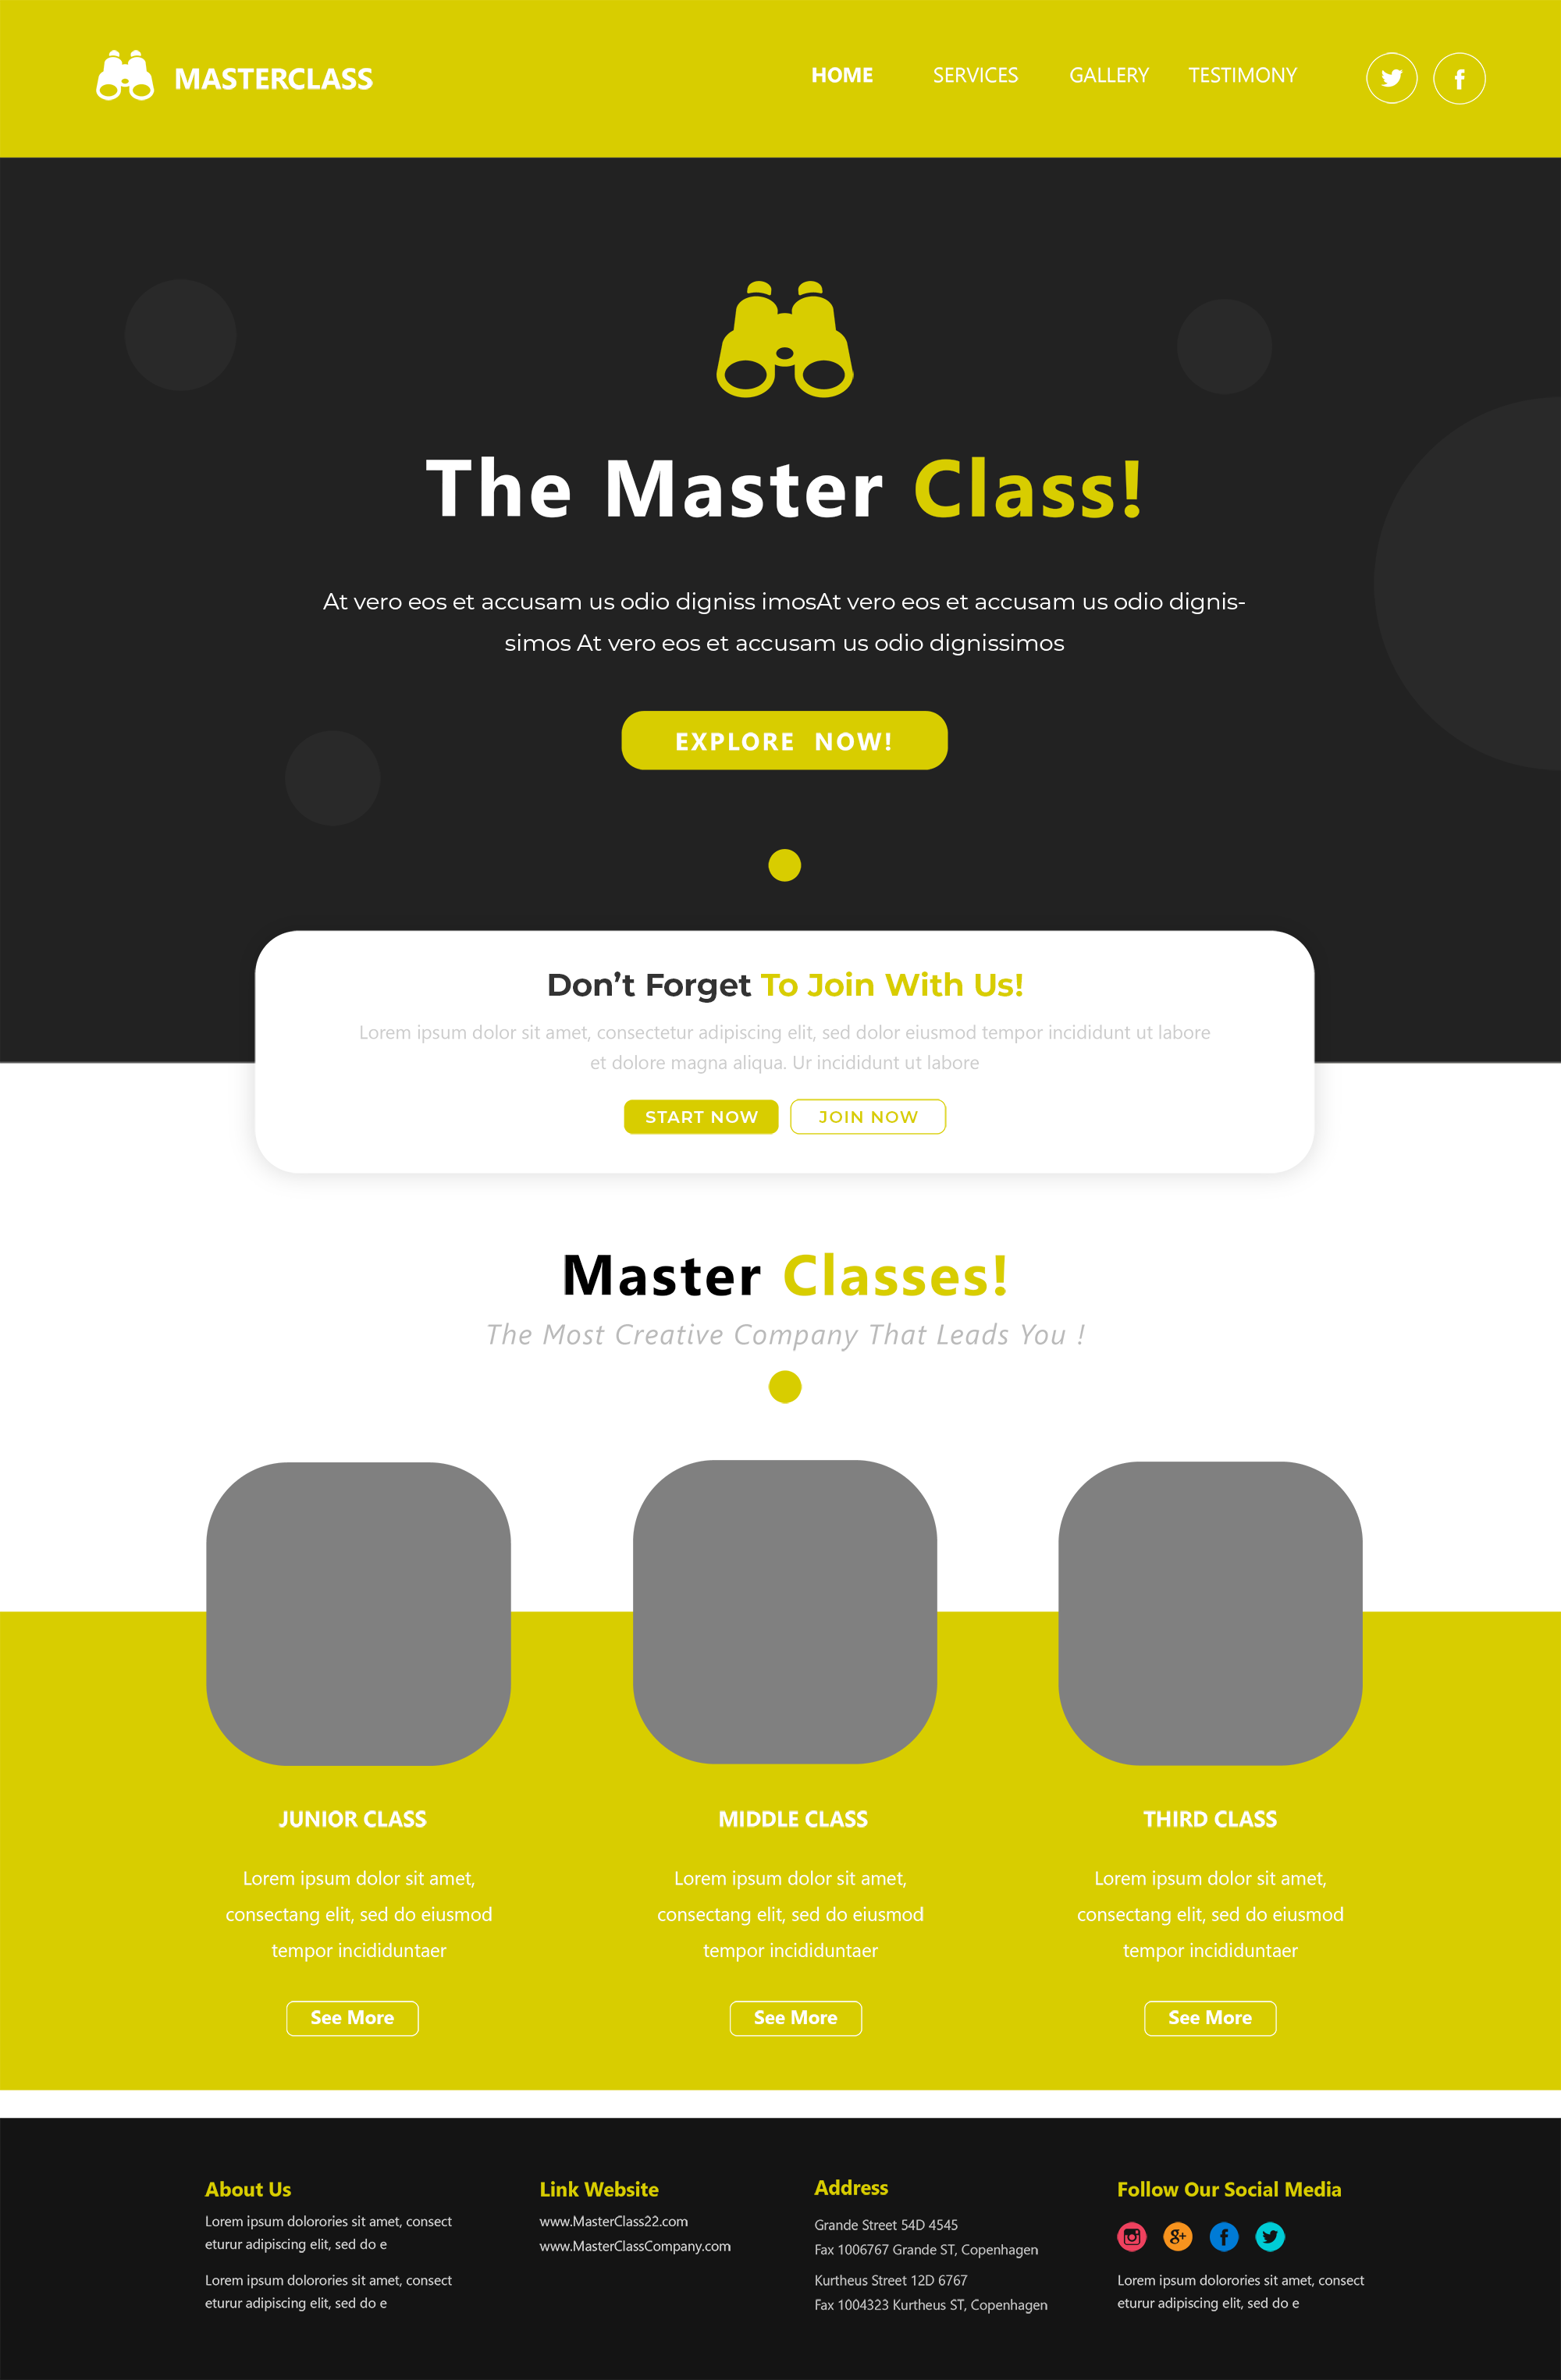 MASTERCLASS
HOME SERVICES GALLERY TESTIMONY
The Master Class!
At vero eos et accusam us odio digniss imosAt vero eos et accusam us odio dignis-
simos At vero eos et accusam us odio dignissimos
EXPLORE NOW!
Don't Forget To Join With Us!
Lorem ipsum dolor sit amet, consectetur adipiscing elit, sed dolor eiusmod tempor incididunt ut labore
et dolore magna aliqua. Ur incididunt ut labore
START NOW
JOIN NOW
Master Classes!
The Most Creative Company That Leads You !
JUNIOR CLASS
Lorem ipsum dolor sit amet,
consectang elit, sed do eiusmod
tempor incididuntaer
See More
MIDDLE CLASS
Lorem ipsum dolor sit amet,
consectang elit, sed do eiusmod
tempor incididuntaer
See More
THIRD CLASS
Lorem ipsum dolor sit amet,
consectang elit, sed do eiusmod
tempor incididuntaer
See More
About Us
Lorem ipsum dolorories sit amet, consect
eturur adipiscing elit, sed do e
Lorem ipsum dolorories sit amet, consect
eturur adipiscing elit, sed do e
Link Website
www.MasterClass22.com
www.MasterClassCompany.com
Address
Grande Street 54D 4545
Fax 1006767 Grande ST, Copenhagen
Kurtheus Street 12D 6767
Fax 1004323 Kurtheus ST, Copenhagen
Follow Our Social Media
Lorem ipsum dolorories sit amet, consect
eturur adipiscing elit, sed do e